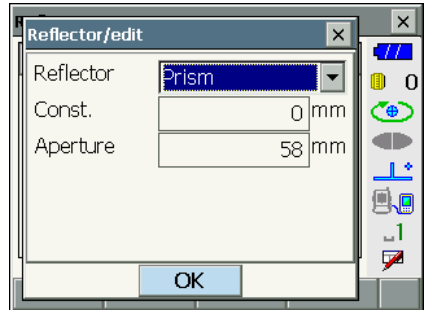 Reflector/edit
Reflector Prism
Const. 0 mm
Aperture 58 mm
OK
0
1